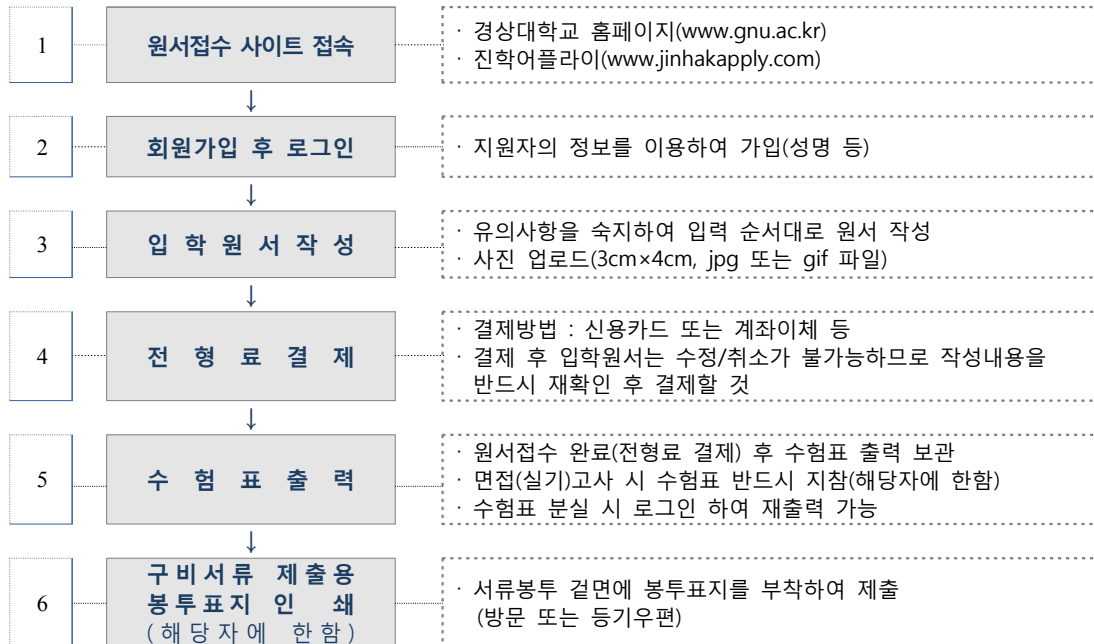 1
원서접수 사이트 접속
· 경상대학교 홈페이지(www.gnu.ac.kr)
· 진학어플라이(www.jinhakapply.com)
↓
2
회원가입 후 로그인
· 지원자의 정보를 이용하여 가입(성명 등)
↓
3
입 학 원 서 작 성
· 유의사항을 숙지하여 입력 순서대로 원서 작성
· 사진 업로드(3cm×4cm, jpg 또는 gif 파일)
↓
4
전 형 료 결 제
· 결제방법 : 신용카드 또는 계좌이체 등
· 결제 후 입학원서는 수정/취소가 불가능하므로 작성내용을
반드시 재확인 후 결제할 것
↓
5
수 험 표 출 력
· 원서접수 완료(전형료 결제) 후 수험표 출력 보관
· 면접(실기)고사 시 수험표 반드시 지참(해당자에 한함)
· 수험표 분실 시 로그인 하여 재출력 가능
↓
6
구비서류 제출용
봉투표지 인 쇄
(해당자에 한함)
· 서류봉투 겉면에 봉투표지를 부착하여 제출
(방문 또는 등기우편)